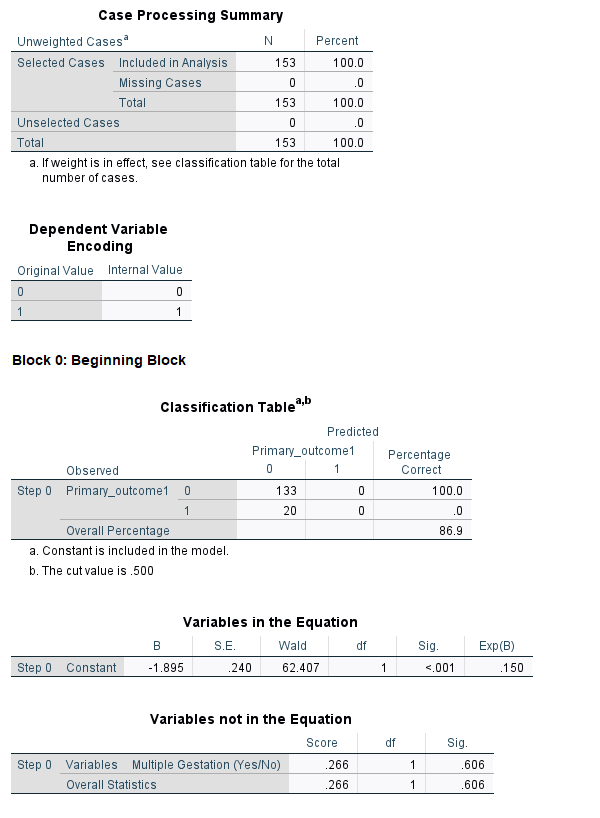 Case Processing Summary
Unweighted Cases^a N Percent
Selected Cases Included in Analysis 153 100.0
Missing Cases 0 .0
Total 153 100.0
Unselected Cases 0 .0
Total 153 100.0
a. If weight is in effect, see classification table for the total
number of cases.
Dependent Variable
Encoding
Original Value Internal Value
0 0
1 1
Block 0: Beginning Block
Classification Table^a,b
Predicted
Primary_outcome1 Percentage
Observed 0 1 Correct
Step 0 Primary_outcome1 0 133 0 100.0
1 20 0 .0
Overall Percentage 86.9
a. Constant is included in the model.
b. The cut value is .500
Variables in the Equation
B S.E. Wald df Sig. Exp(B)
Step 0 Constant -1.895 .240 62.407 1 <.001 .150
Variables not in the Equation
Score df Sig.
Step 0 Variables Multiple Gestation (Yes/No) .266 1 .606
Overall Statistics .266 1 .606